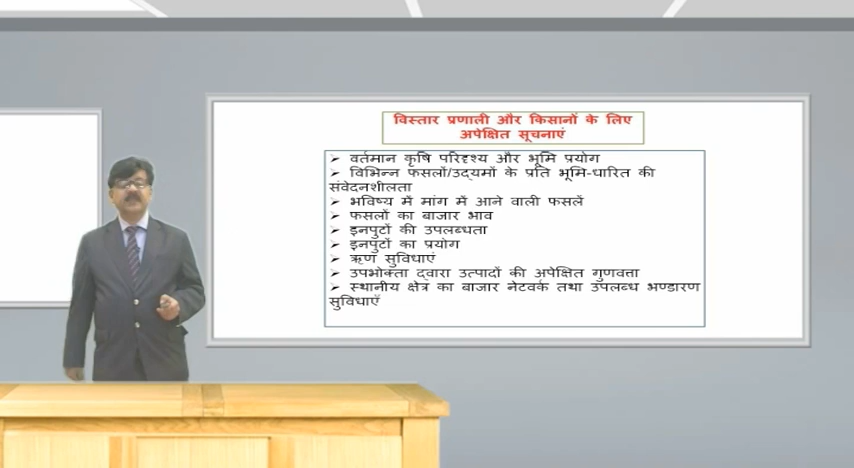 विस्तार प्रणाली और किसानों के लिए
अपेक्षित सूचनाएं
➢ वर्तमान कृषि परिदृश्य और भूमि प्रयोग
➢ विभिन्न फसलों/उद्यमों के प्रति भूमि-धारित की
संवेदनशीलता
➢ भविष्य में मांग में आने वाली फसलें
➢ फसलों का बाजार भाव
➢ इनपुटों की उपलब्धता
➢ इनपुटों का प्रयोग
➢ ऋण सुविधाएं
➢ उपभोक्ता द्वारा उत्पादों की अपेक्षित गुणवत्ता
➢ स्थानीय क्षेत्र का बाजार नेटवर्क तथा उपलब्ध भण्डारण
सुविधाएँ